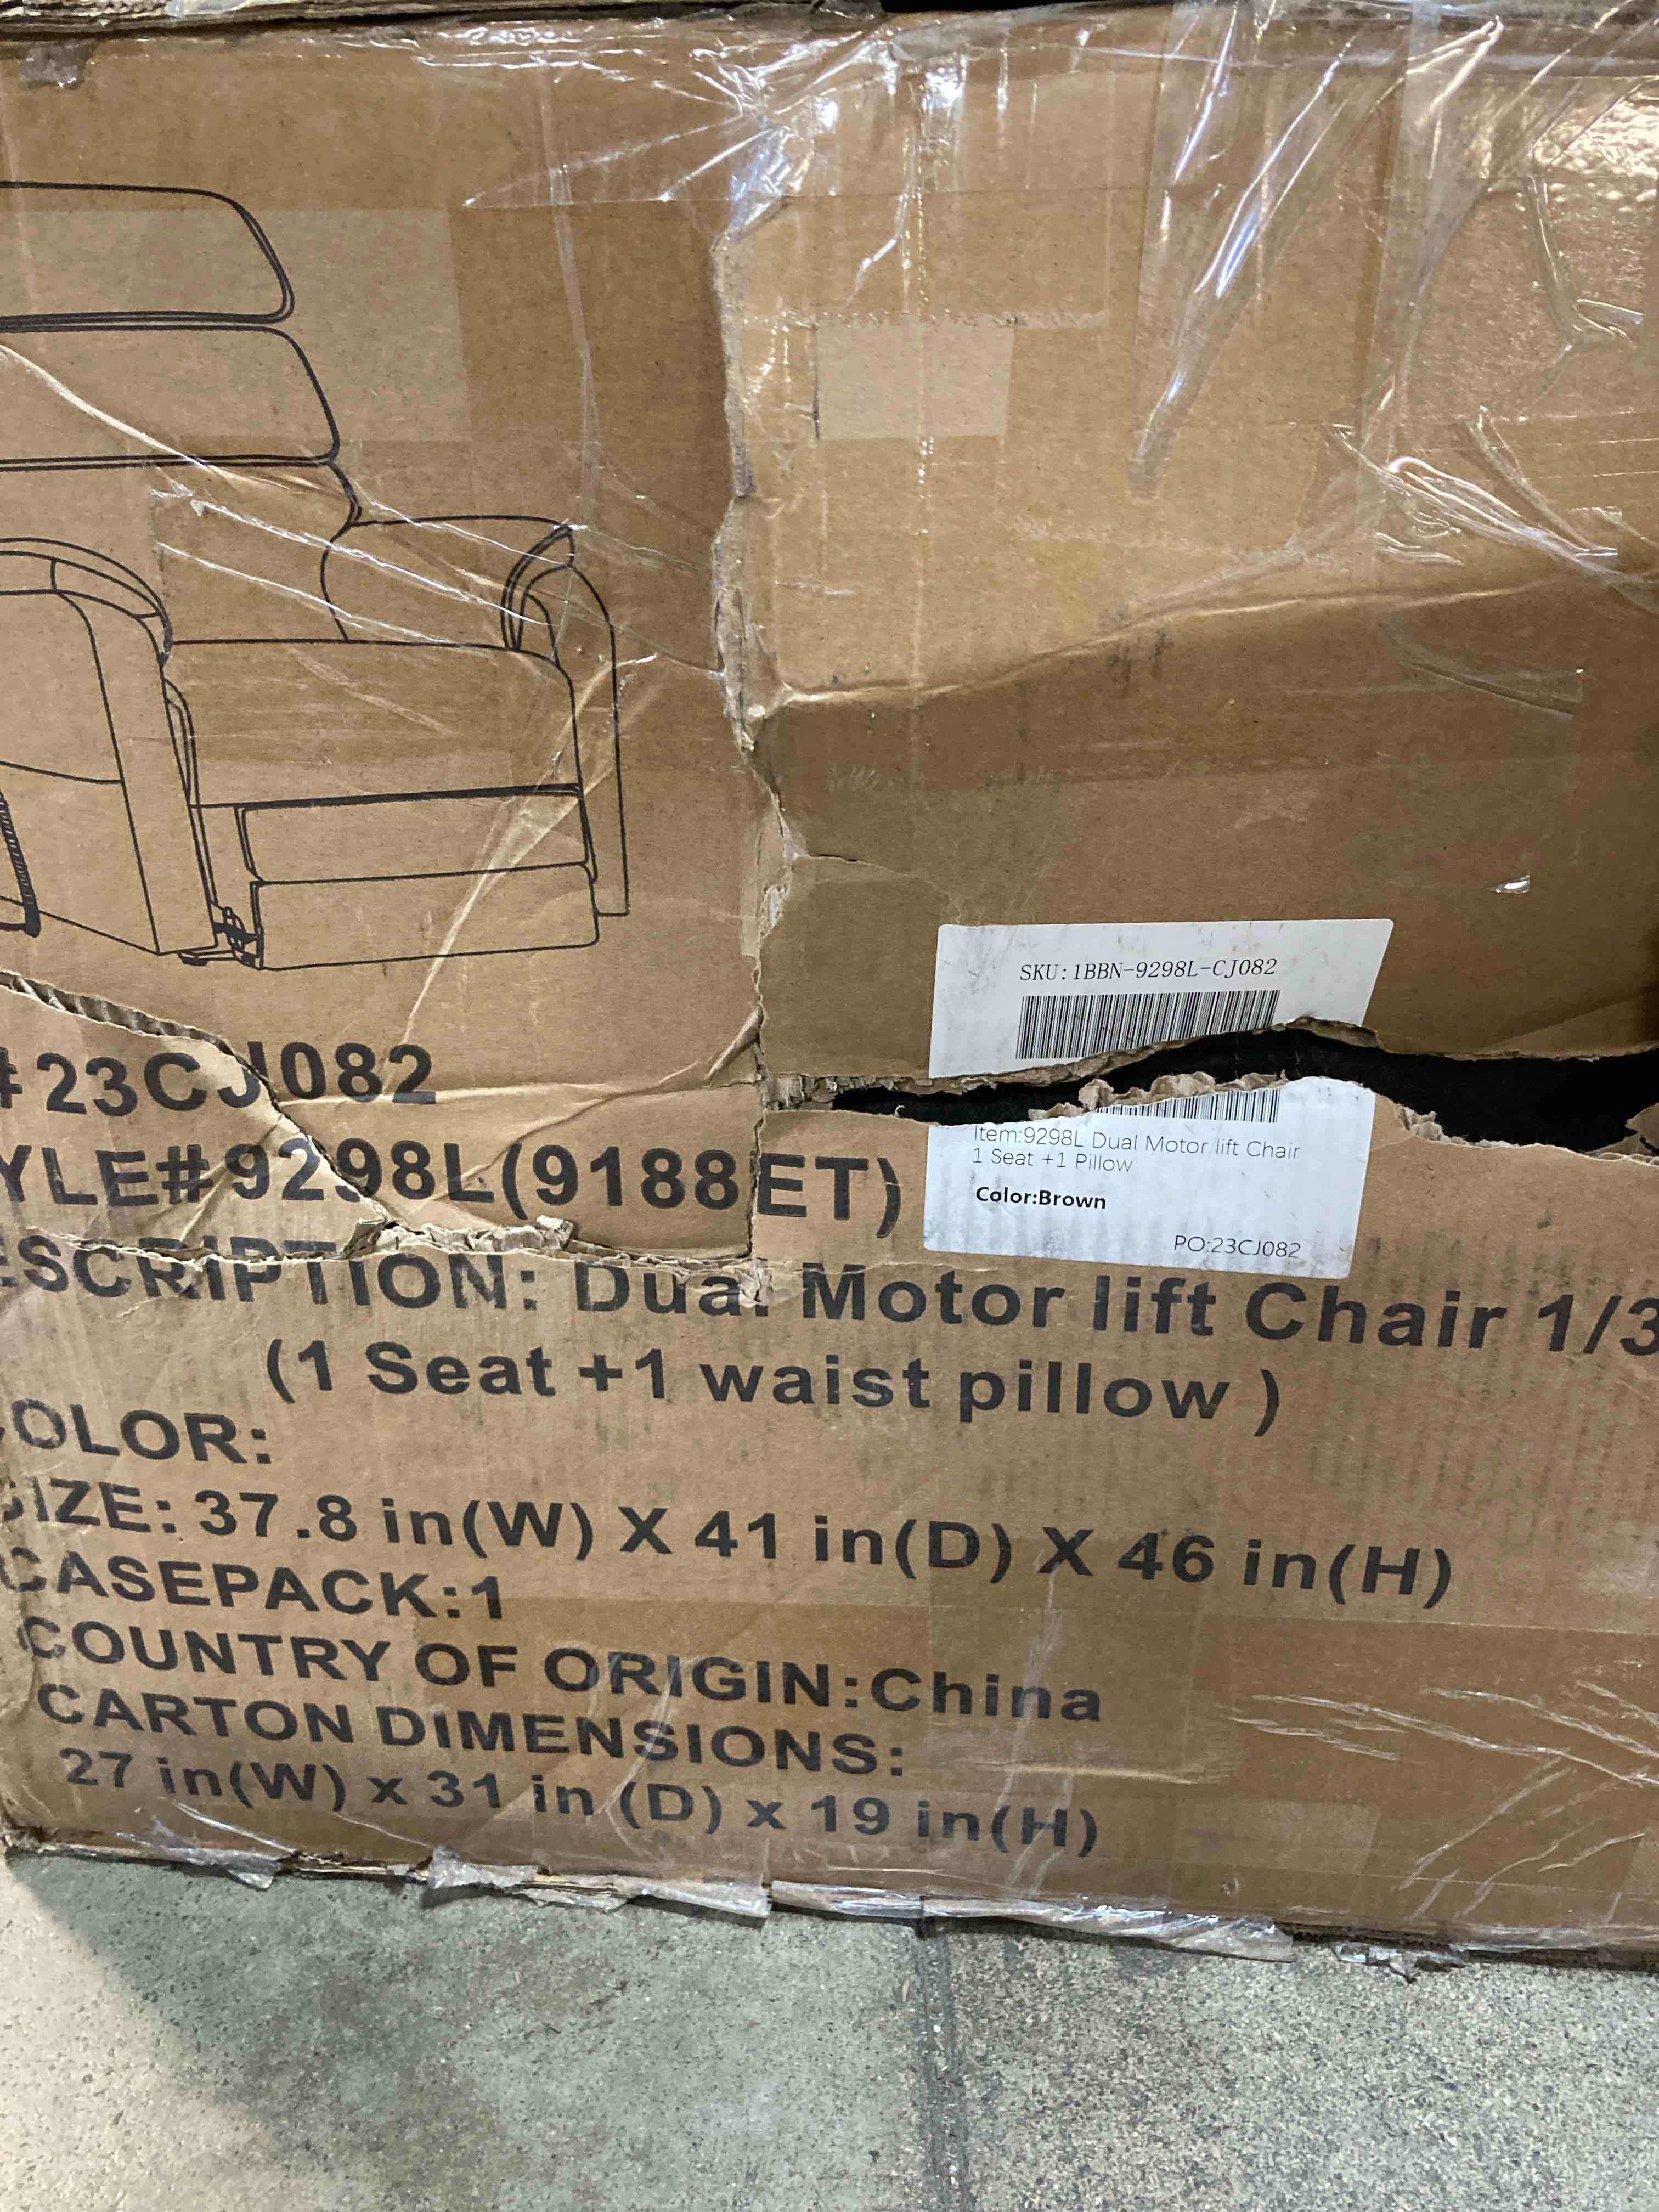 SKU:1BBN-9298L-CJ082
Item:9298L Dual Motor lift Chair
1 Seat +1 Pillow
Color:Brown
PO:23CJ082
#23CJ082
YLE#9298L(9188ET)
ESCRIPTION: Dual Motor lift Chair 1/3
(1 Seat +1 waist pillow )
OLOR:
SIZE: 37.8 in(W) X 41 in(D) X 46 in(H)
CASEPACK:1
COUNTRY OF ORIGIN:China
CARTON DIMENSIONS:
27 in(W) x 31 in (D) x 19 in(H)